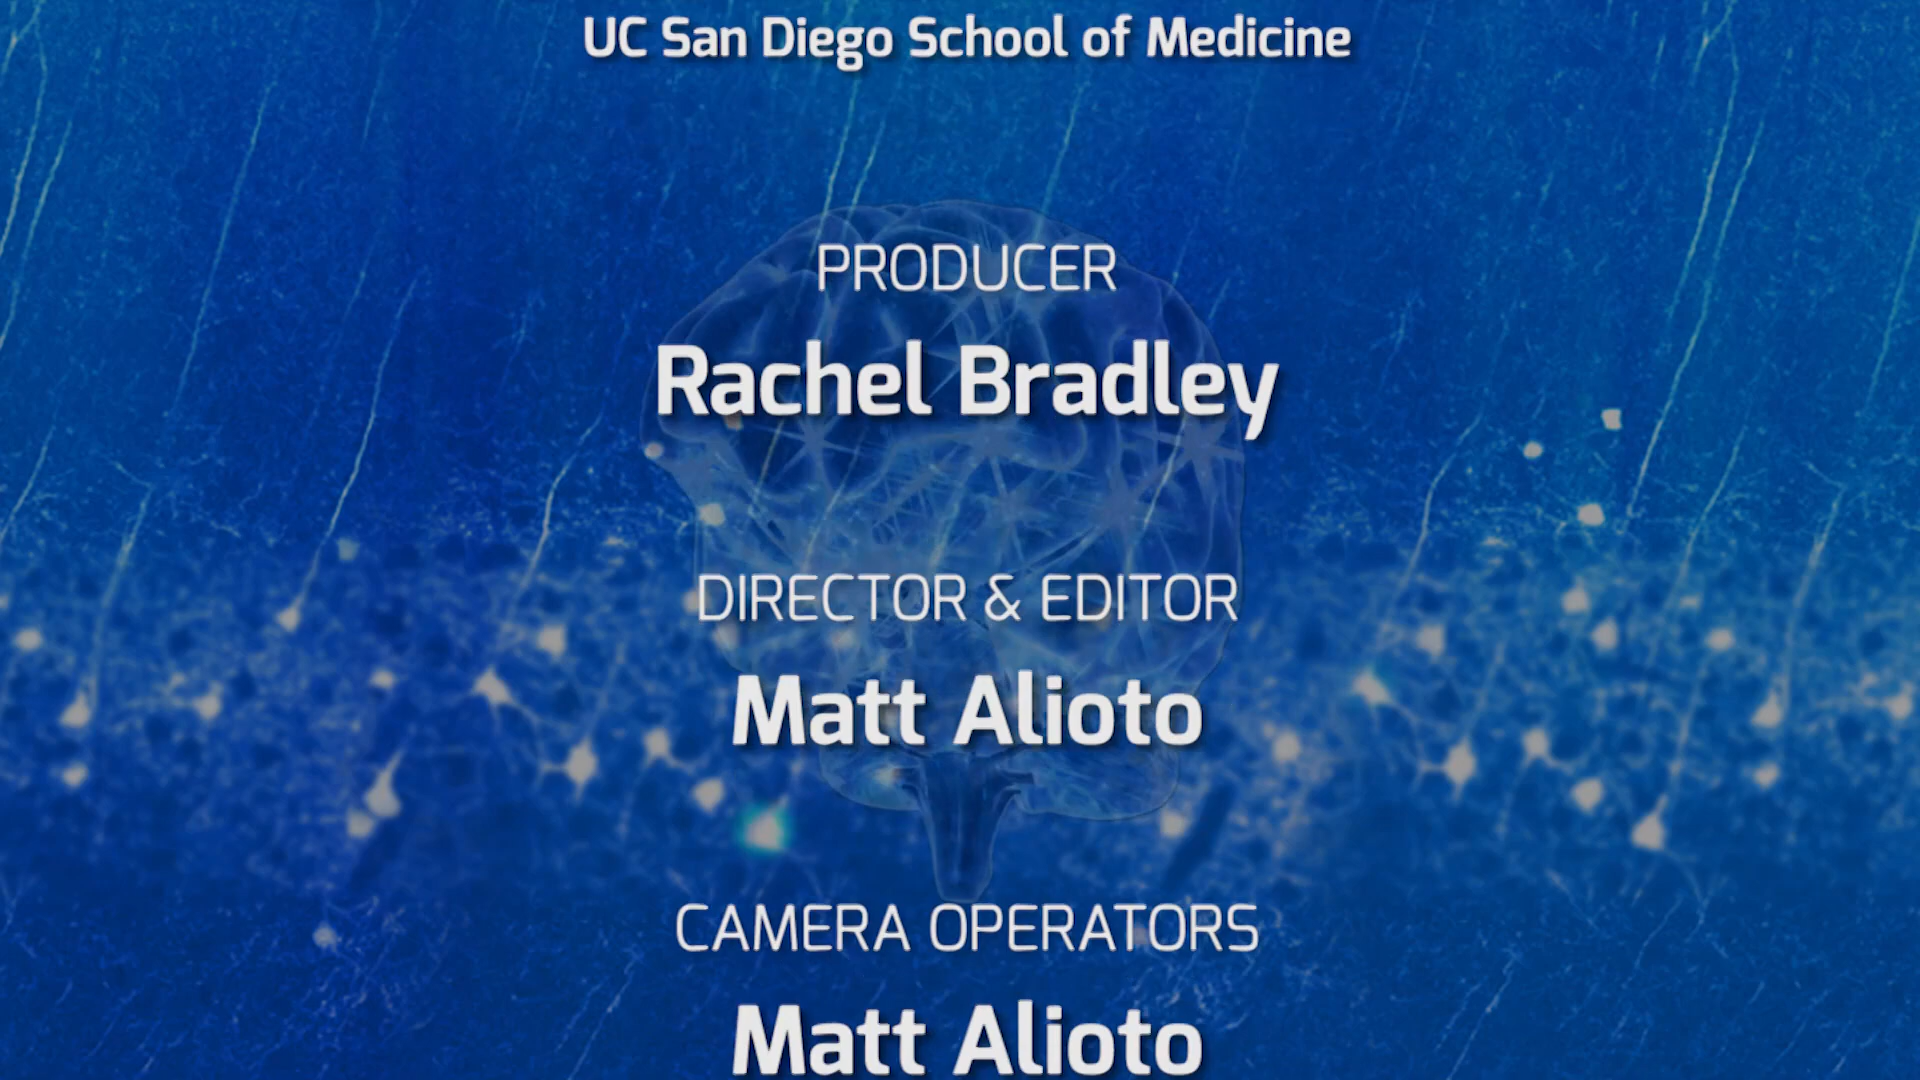 UC San Diego School of Medicine
PRODUCER
Rachel Bradley
DIRECTOR & EDITOR
Matt Alioto
CAMERA OPERATORS
Matt Alioto